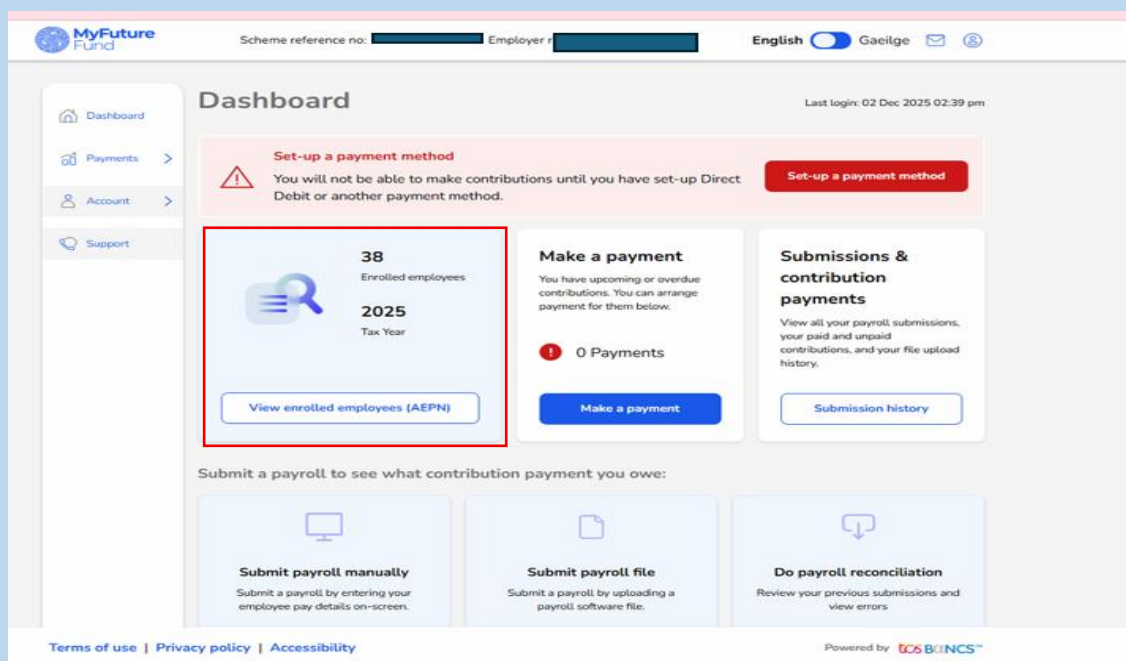 MyFuture
Fund
Scheme reference no:
Employer r
English
Gaeilge
Dashboard
Payments
Account
Support
Dashboard
Last login: 02 Dec 2025 02:39 pm
Set-up a payment method
You will not be able to make contributions until you have set-up Direct
Debit or another payment method.
Set-up a payment method
38
Enrolled employees
2025
Tax Year
View enrolled employees (AEPN)
Make a payment
You have upcoming or overdue
contributions. You can arrange
payment for them below.
0 Payments
Make a payment
Submissions &
contribution
payments
View all your payroll submissions,
your paid and unpaid
contributions, and your file upload
history.
Submission history
Submit a payroll to see what contribution payment you owe:
Submit payroll manually
Submit a payroll by entering your
employee pay details on-screen.
Submit payroll file
Submit a payroll by uploading a
payroll software file.
Do payroll reconciliation
Review your previous submissions and
view errors
Terms of use | Privacy policy | Accessibility
Powered by tcs BαNCS™